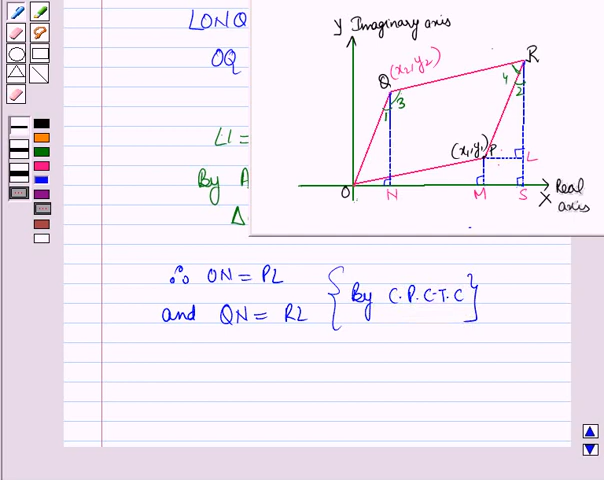 LONQ
OQ
L1 =
By A
Δ
∴ ON = PL
and QN = RL { By C.P.C.T.C }
Y Imaginary axis
R
Q (x2, y2)
4
2
1 3
(x1, y1) P
L
O N M S X Real axis